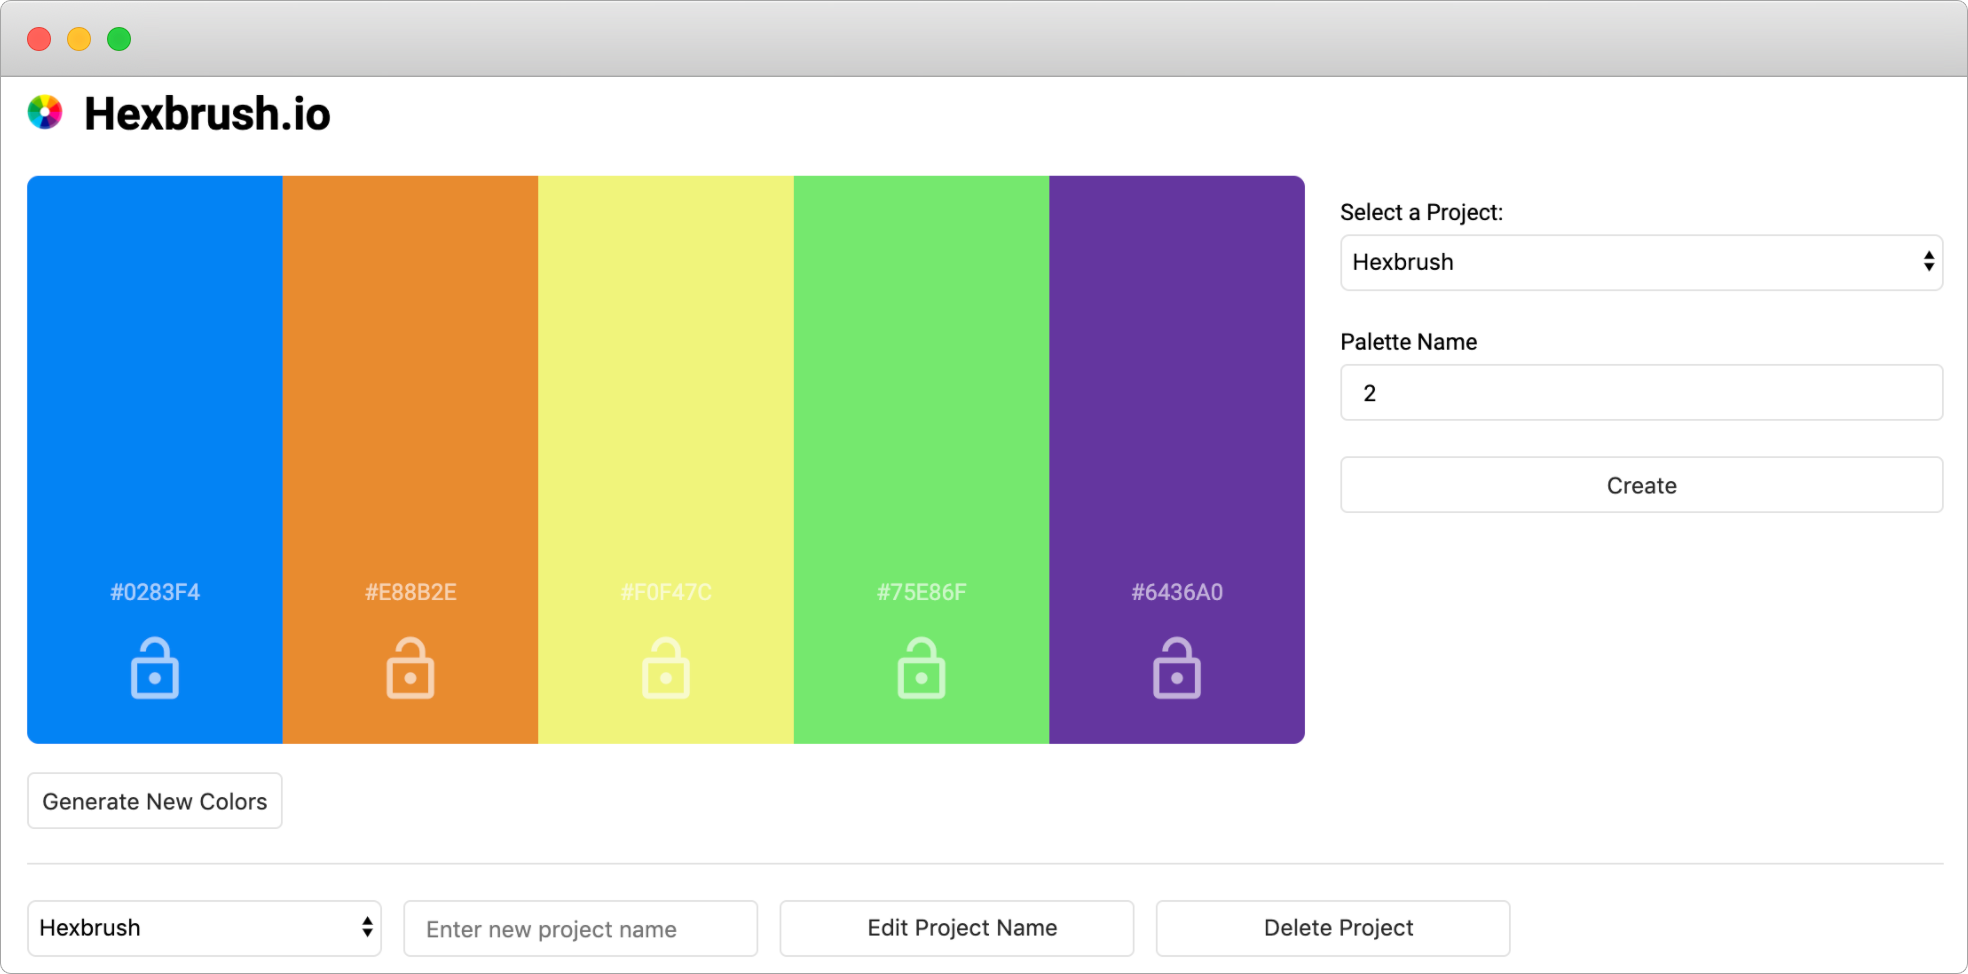 Hexbrush.io
#0283F4
#E88B2E
#F0F47C
#75E86F
#6436A0
Select a Project:
Hexbrush
Palette Name
2
Create
Generate New Colors
Hexbrush
Enter new project name
Edit Project Name
Delete Project